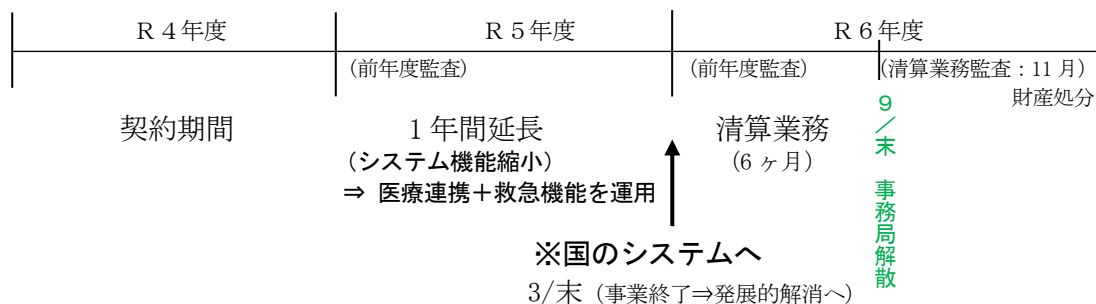 R4年度 R5年度 R6年度
(前年度監査) (前年度監査) (清算業務監査:11月)
財産処分
契約期間 1年間延長 清算業務
(システム機能縮小) (6ヶ月)
⇒ 医療連携+救急機能を運用
9/末 事務局解散
※国のシステムへ
3/末 (事業終了⇒発展的解消へ)